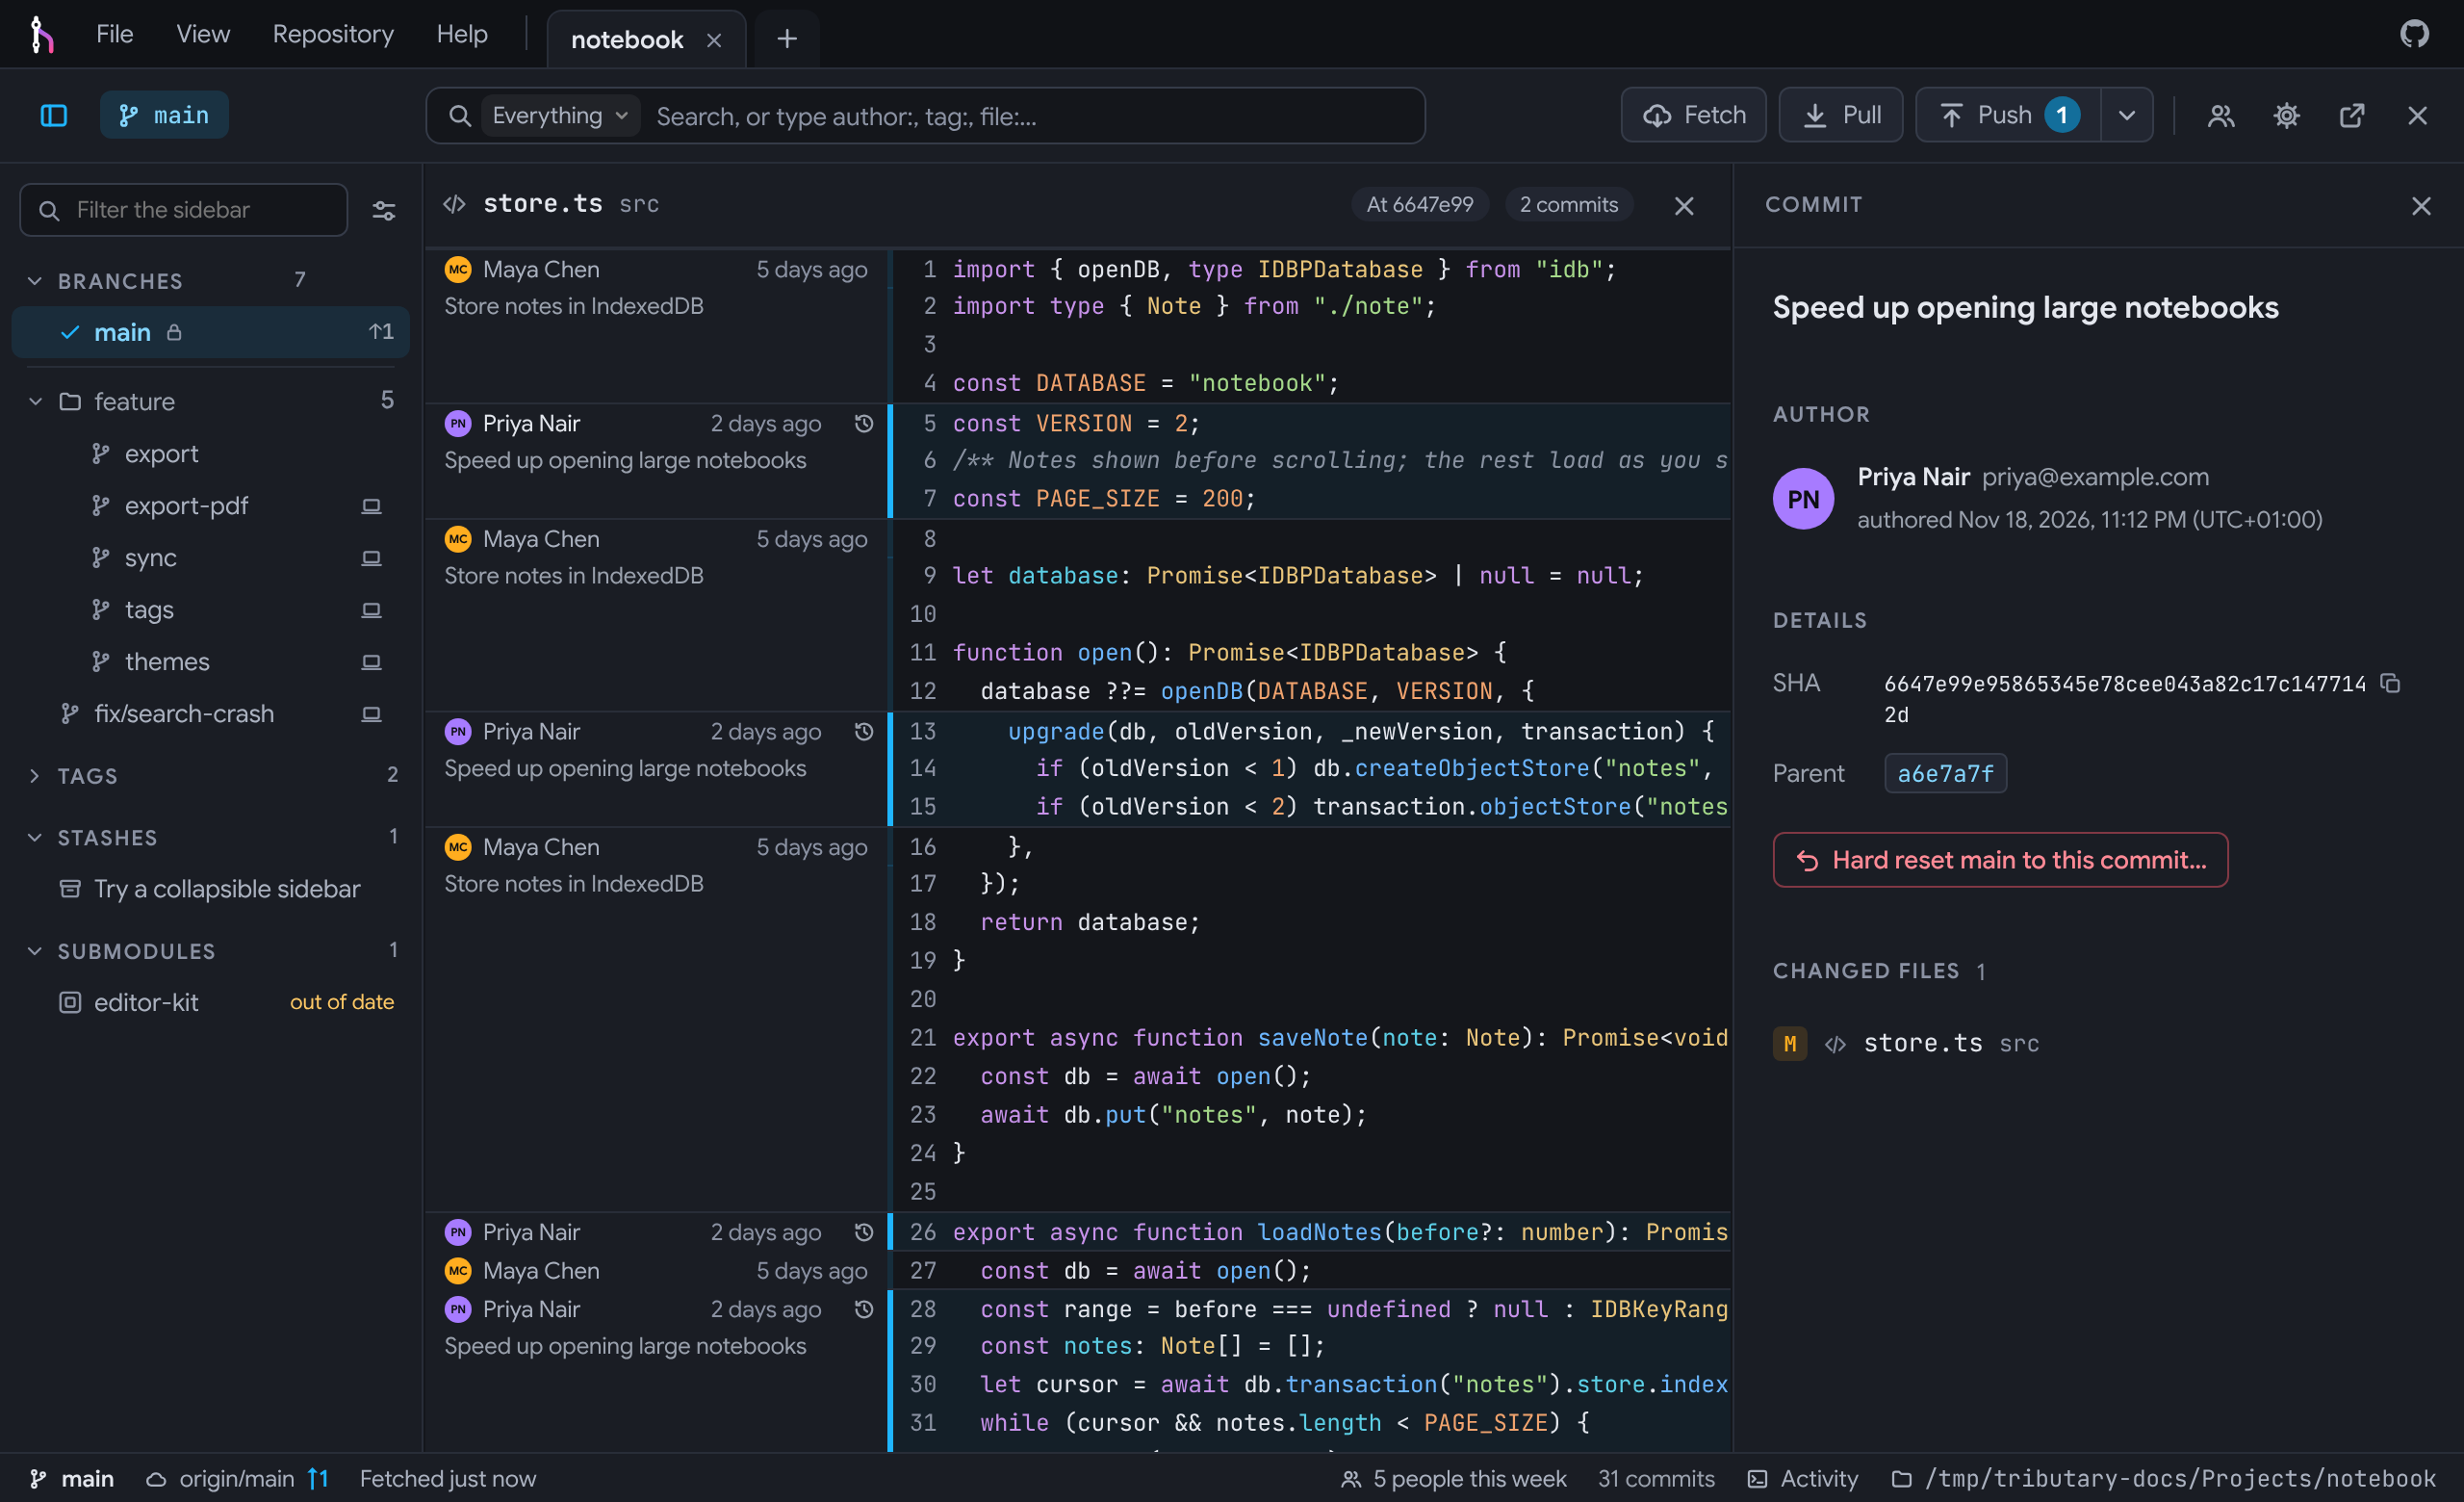 File View Repository Help notebook
main Everything Search, or type author:, tag:, file:... Fetch Pull Push 1
Filter the sidebar
BRANCHES 7
main ↑1
feature 5
export
export-pdf
sync
tags
themes
fix/search-crash
TAGS 2
STASHES 1
Try a collapsible sidebar
SUBMODULES 1
editor-kit out of date
store.ts src At 6647e99 2 commits
MC Maya Chen 5 days ago
Store notes in IndexedDB
PN Priya Nair 2 days ago
Speed up opening large notebooks
MC Maya Chen 5 days ago
Store notes in IndexedDB
PN Priya Nair 2 days ago
Speed up opening large notebooks
MC Maya Chen 5 days ago
Store notes in IndexedDB
PN Priya Nair 2 days ago
MC Maya Chen 5 days ago
PN Priya Nair 2 days ago
Speed up opening large notebooks
1 import { openDB, type IDBPDatabase } from "idb";
2 import type { Note } from "./note";
3
4 const DATABASE = "notebook";
5 const VERSION = 2;
6 /** Notes shown before scrolling; the rest load as you s
7 const PAGE_SIZE = 200;
8
9 let database: Promise<IDBPDatabase> | null = null;
10
11 function open(): Promise<IDBPDatabase> {
12 database ??= openDB(DATABASE, VERSION, {
13 upgrade(db, oldVersion, _newVersion, transaction) {
14 if (oldVersion < 1) db.createObjectStore("notes",
15 if (oldVersion < 2) transaction.objectStore("notes
16 },
17 });
18 return database;
19 }
20
21 export async function saveNote(note: Note): Promise<void
22 const db = await open();
23 await db.put("notes", note);
24 }
25
26 export async function loadNotes(before?: number): Promis
27 const db = await open();
28 const range = before === undefined ? null : IDBKeyRang
29 const notes: Note[] = [];
30 let cursor = await db.transaction("notes").store.index
31 while (cursor && notes.length < PAGE_SIZE) {
COMMIT
Speed up opening large notebooks
AUTHOR
PN Priya Nair priya@example.com
authored Nov 18, 2026, 11:12 PM (UTC+01:00)
DETAILS
SHA 6647e99e95865345e78cee043a82c17c147714
2d
Parent a6e7a7f
Hard reset main to this commit...
CHANGED FILES 1
M store.ts src
main origin/main ↑1 Fetched just now 5 people this week 31 commits Activity /tmp/tributary-docs/Projects/notebook